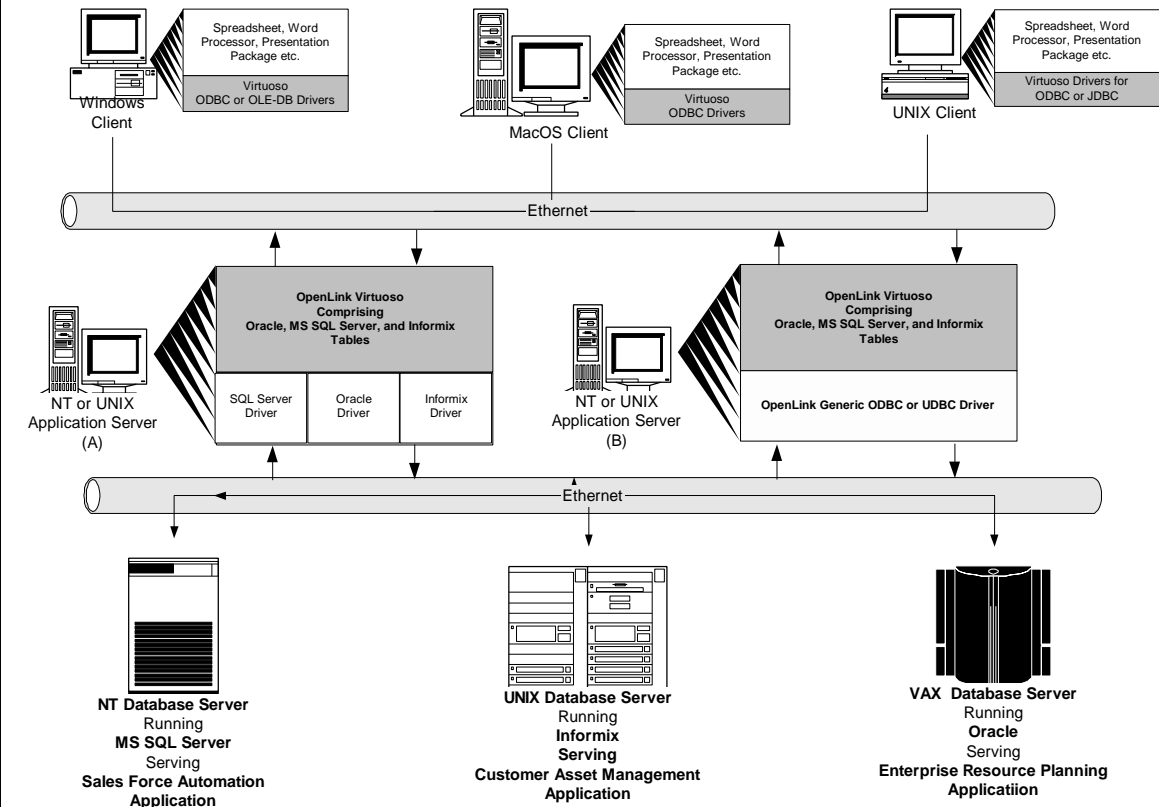 Spreadsheet, Word
Processor, Presentation
Package etc.
Virtuoso
ODBC or OLE-DB Drivers
Windows
Client
Spreadsheet, Word
Processor, Presentation
Package etc.
Virtuoso
ODBC Drivers
MacOS Client
Spreadsheet, Word
Processor, Presentation
Package etc.
Virtuoso Drivers for
ODBC or JDBC
UNIX Client
Ethernet
OpenLink Virtuoso
Comprising
Oracle, MS SQL Server, and Informix
Tables
SQL Server
Driver
Oracle
Driver
Informix
Driver
NT or UNIX
Application Server
(A)
OpenLink Virtuoso
Comprising
Oracle, MS SQL Server, and Informix
Tables
OpenLink Generic ODBC or UDBC Driver
NT or UNIX
Application Server
(B)
Ethernet
NT Database Server
Running
MS SQL Server
Serving
Sales Force Automation
Application
UNIX Database Server
Running
Informix
Serving
Customer Asset Management
Application
VAX Database Server
Running
Oracle
Serving
Enterprise Resource Planning
Applicatiion